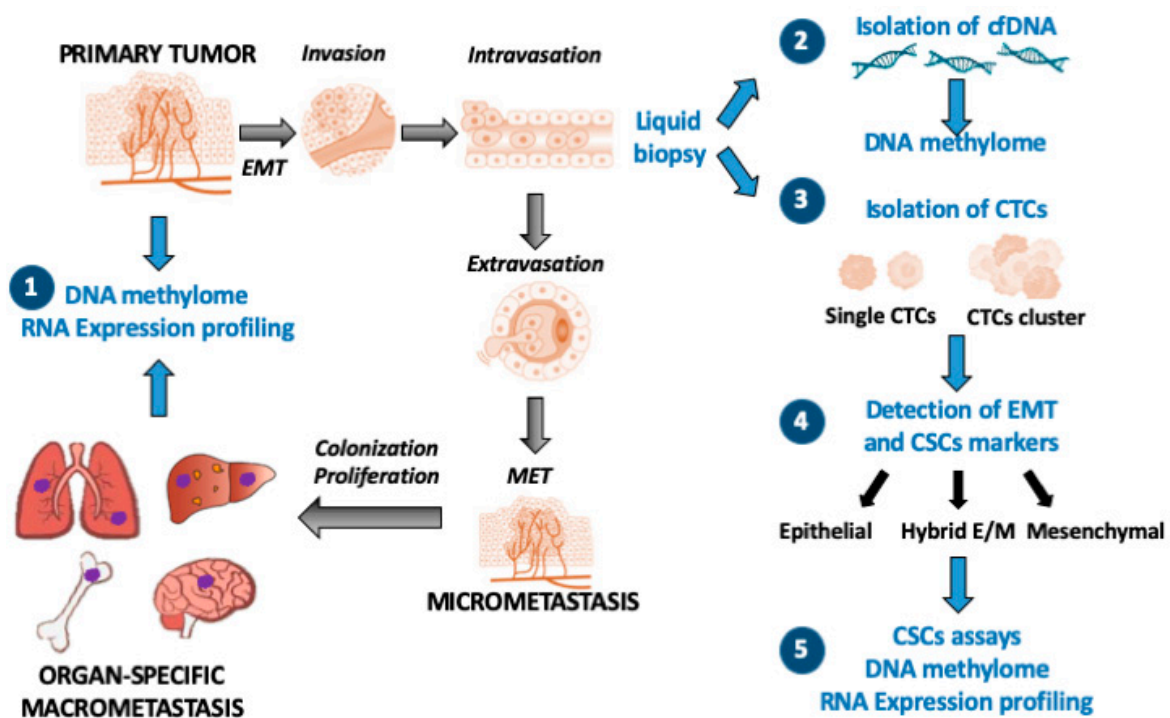 PRIMARY TUMOR
Invasion
Intravasation
EMT
Liquid
biopsy
2
Isolation of cfDNA
DNA methylome
3
Isolation of CTCs
Single CTCs
CTCs cluster
1
DNA methylome
RNA Expression profiling
Extravasation
4
Detection of EMT
and CSCs markers
Colonization
Proliferation
MET
Epithelial
Hybrid E/M
Mesenchymal
MICROMETASTASIS
ORGAN-SPECIFIC
MACROMETASTASIS
5
CSCs assays
DNA methylome
RNA Expression profiling